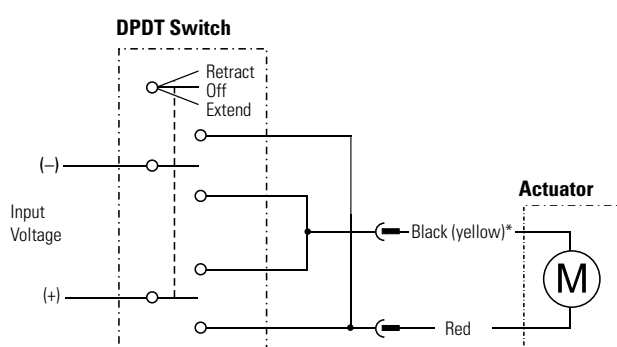 DPDT Switch
Retract
Off
Extend
(–)
Input
Voltage
(+)
Actuator
Black (yellow)*
M
Red